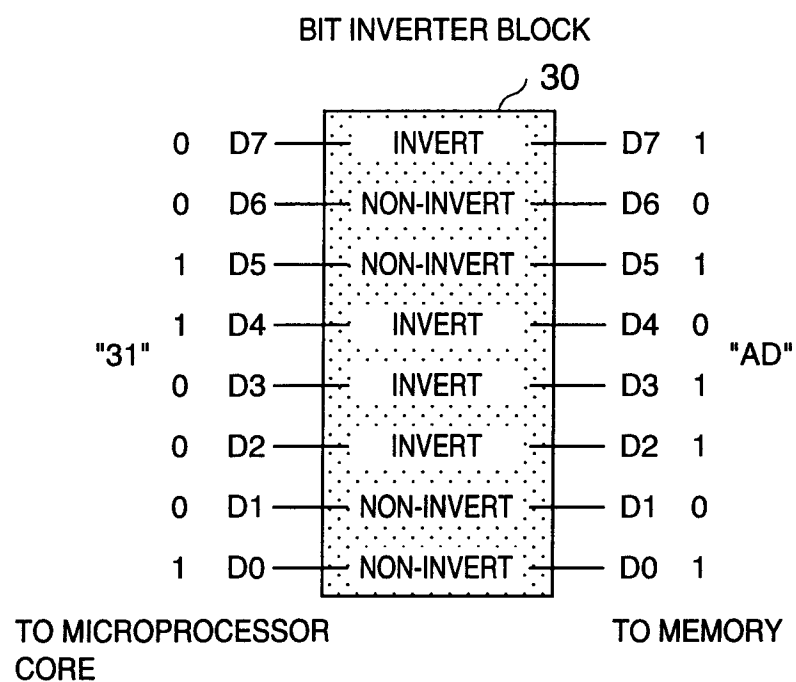 BIT INVERTER BLOCK
30
0 D7 INVERT D7 1
0 D6 NON-INVERT D6 0
1 D5 NON-INVERT D5 1
1 D4 INVERT D4 0
"31" "AD"
0 D3 INVERT D3 1
0 D2 INVERT D2 1
0 D1 NON-INVERT D1 0
1 D0 NON-INVERT D0 1
TO MICROPROCESSOR TO MEMORY
CORE